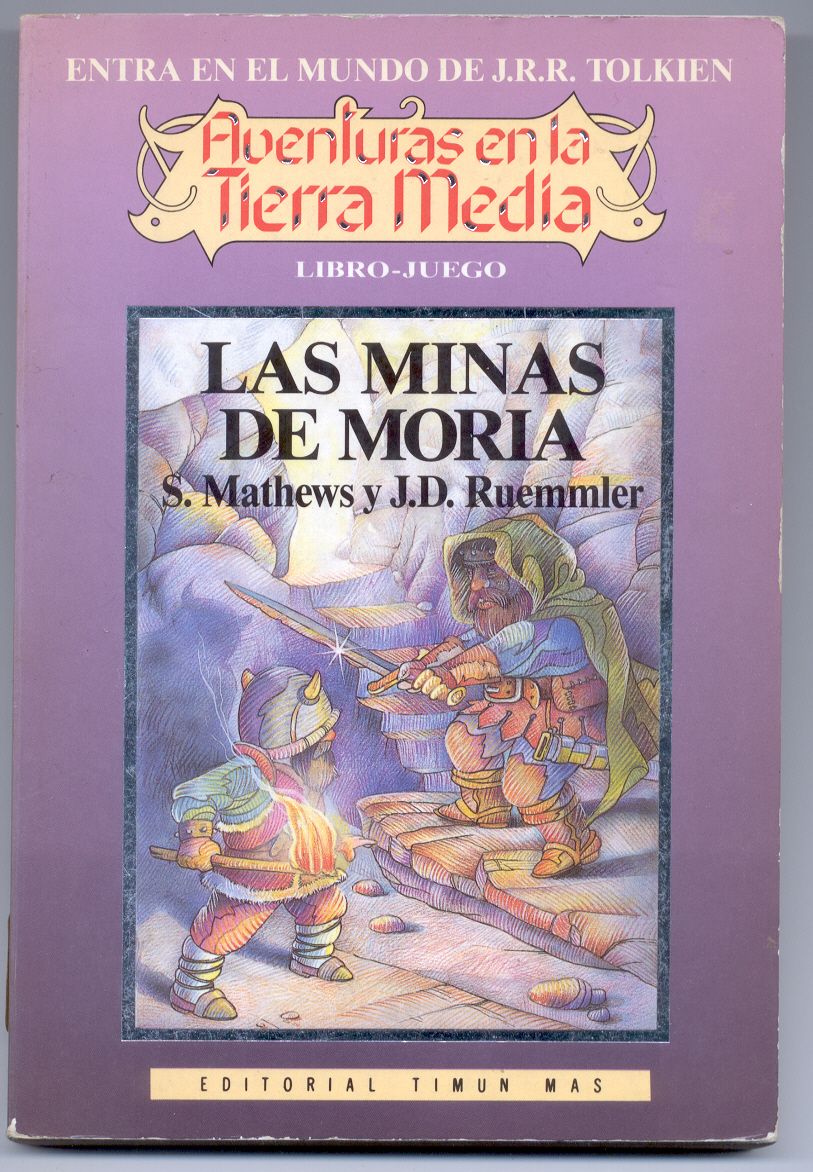 ENTRA EN EL MUNDO DE J.R.R. TOLKIEN
Aventuras en la
Tierra Media
LIBRO-JUEGO
LAS MINAS
DE MORIA
S. Mathews y J.D. Ruemmler
EDITORIAL TIMUN MAS